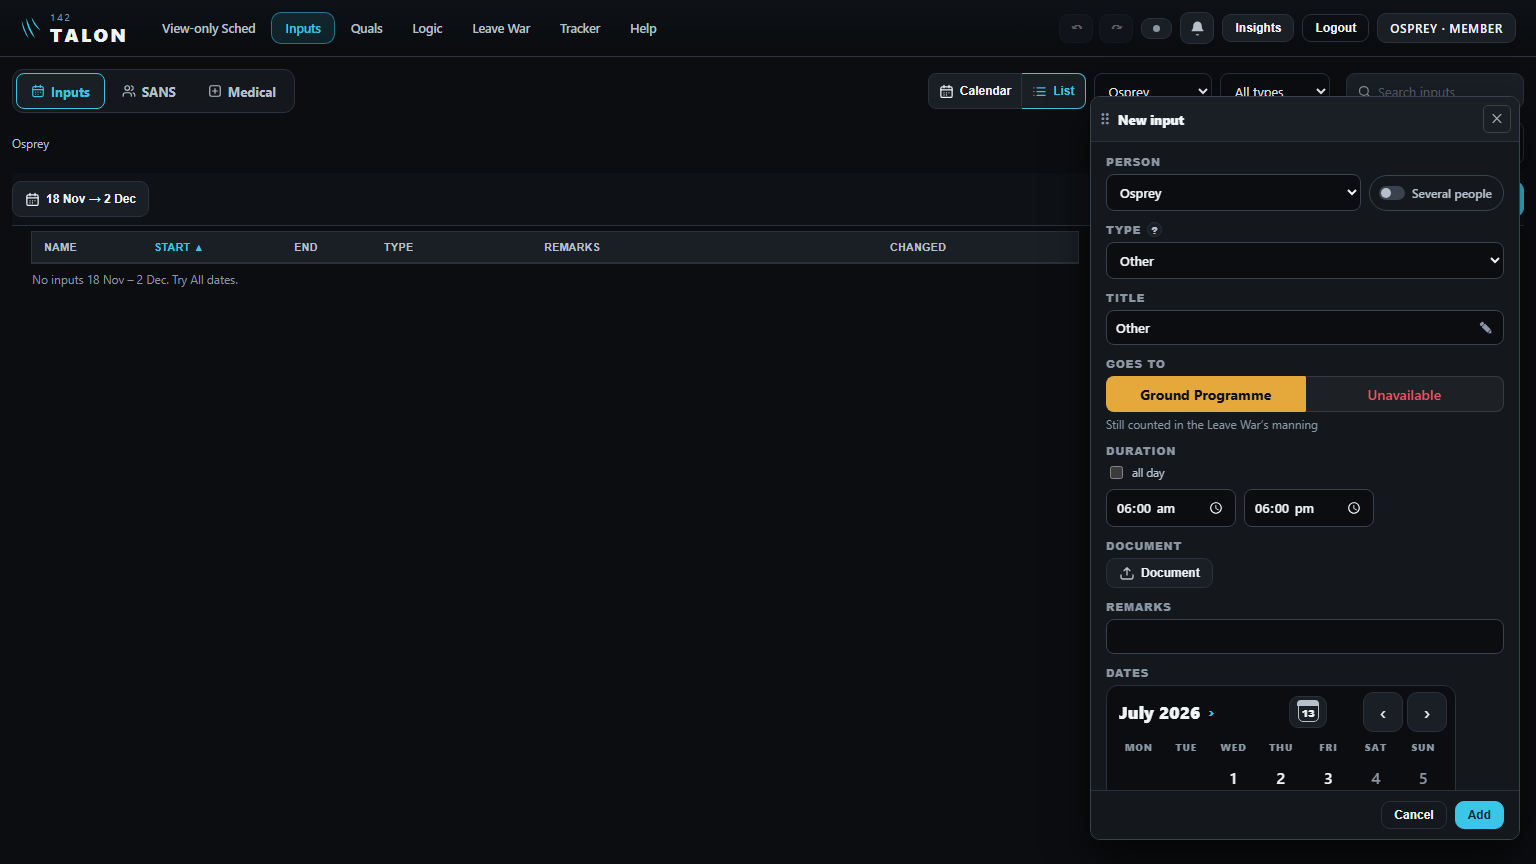 142
TALON
View-only Sched
Inputs
Quals
Logic
Leave War
Tracker
Help
Insights
Logout
OSPREY · MEMBER
Inputs
SANS
Medical
Calendar
List
Osprey
All types
Search inputs
Osprey
18 Nov → 2 Dec
NAME
START ▲
END
TYPE
REMARKS
CHANGED
No inputs 18 Nov – 2 Dec. Try All dates.
New input
PERSON
Osprey
Several people
TYPE ?
Other
TITLE
Other
GOES TO
Ground Programme
Unavailable
Still counted in the Leave War's manning
DURATION
all day
06:00 am
06:00 pm
DOCUMENT
Document
REMARKS
DATES
July 2026 ›
13
‹ ›
MON TUE WED THU FRI SAT SUN
1 2 3 4 5
Cancel
Add